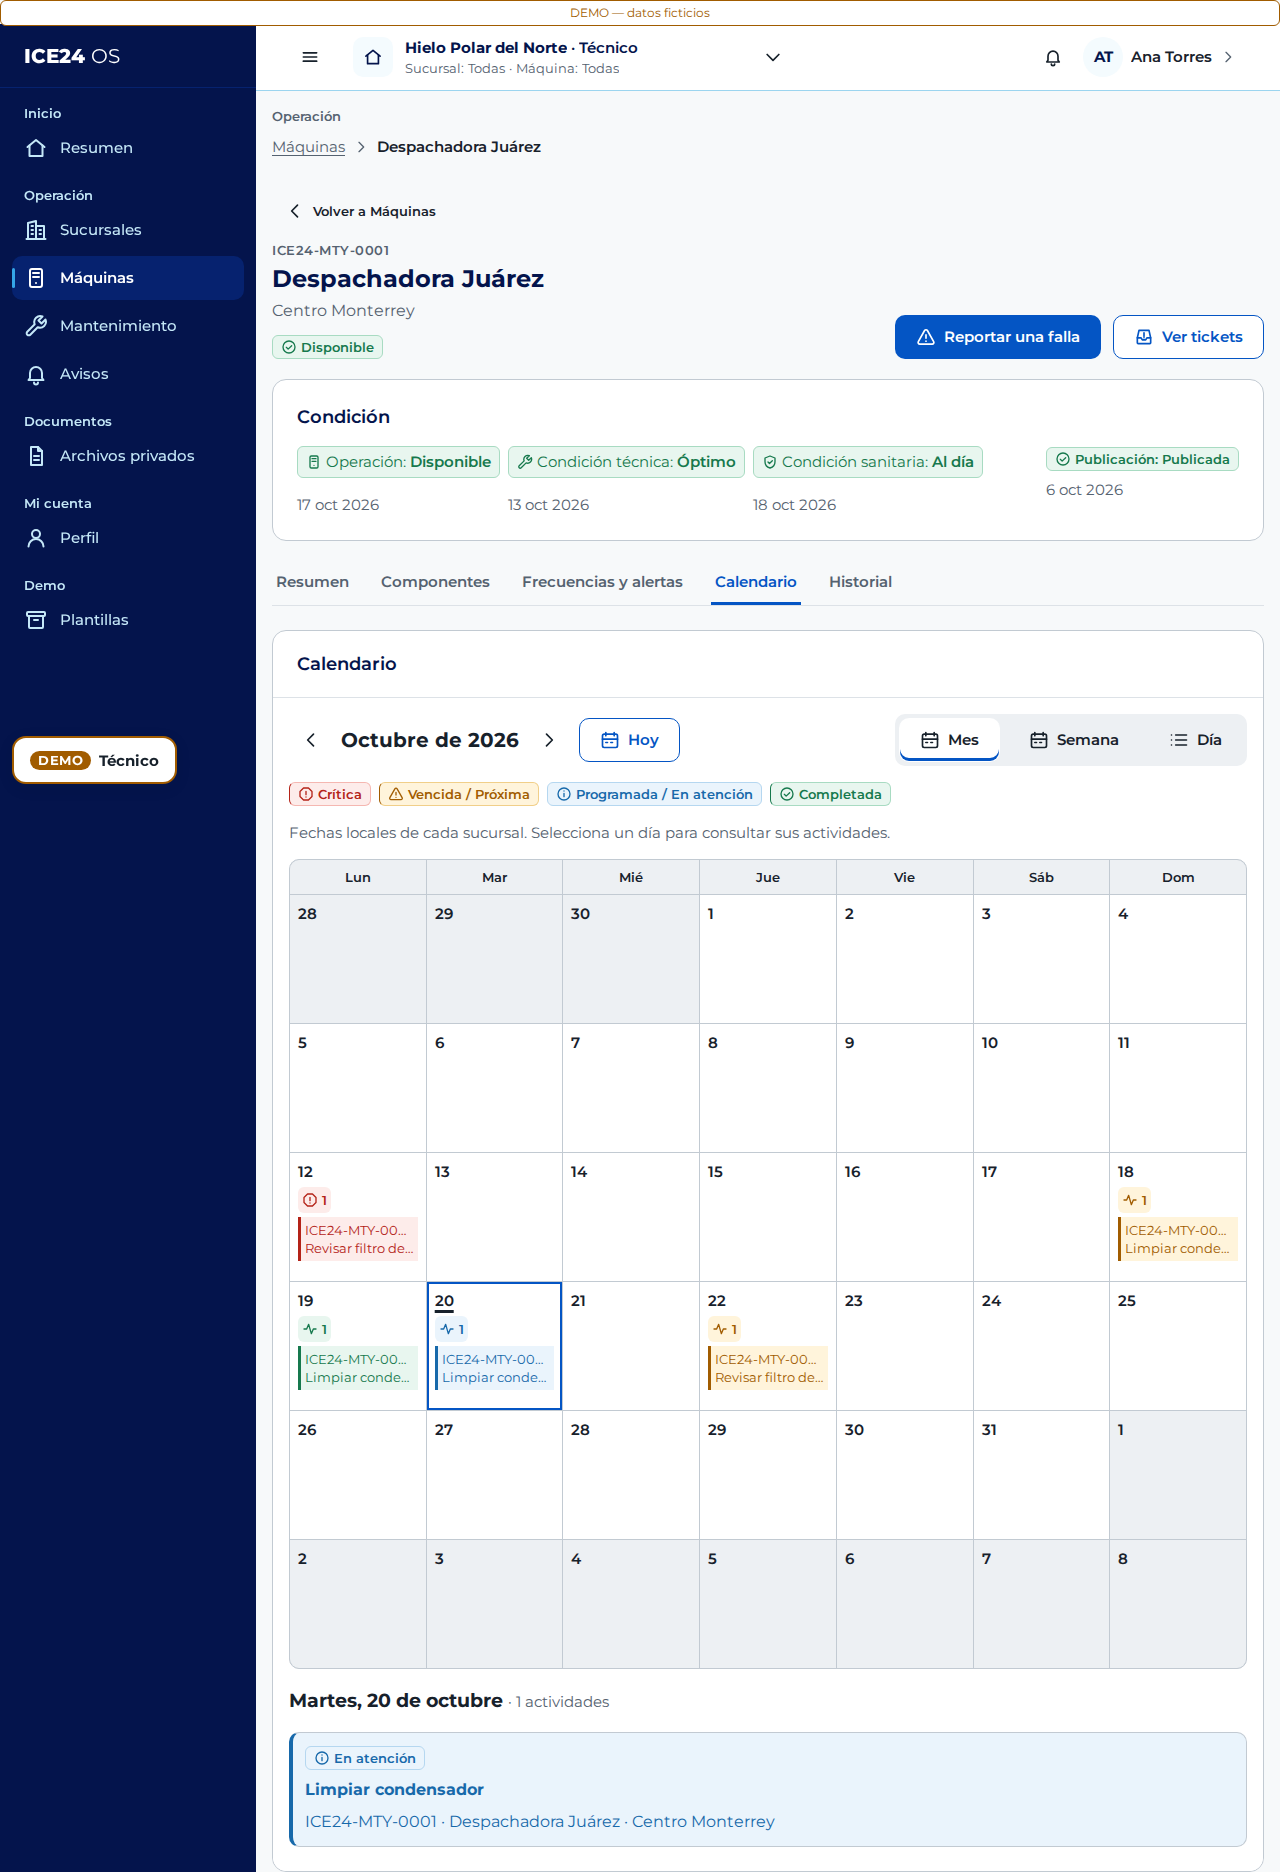 DEMO — datos ficticios
ICE24 OS
Inicio
Resumen
Operación
Sucursales
Máquinas
Mantenimiento
Avisos
Documentos
Archivos privados
Mi cuenta
Perfil
Demo
Plantillas
DEMO Técnico
Hielo Polar del Norte · Técnico
Sucursal: Todas · Máquina: Todas
AT Ana Torres
Operación
Máquinas > Despachadora Juárez
Volver a Máquinas
ICE24-MTY-0001
Despachadora Juárez
Centro Monterrey
Disponible
Reportar una falla
Ver tickets
Condición
Operación: Disponible
17 oct 2026
Condición técnica: Óptimo
13 oct 2026
Condición sanitaria: Al día
18 oct 2026
Publicación: Publicada
6 oct 2026
Resumen Componentes Frecuencias y alertas Calendario Historial
Calendario
Octubre de 2026
Hoy
Mes Semana Día
Crítica Vencida / Próxima Programada / En atención Completada
Fechas locales de cada sucursal. Selecciona un día para consultar sus actividades.
Lun Mar Mié Jue Vie Sáb Dom
28 29 30 1 2 3 4
5 6 7 8 9 10 11
12 13 14 15 16 17 18
1 1
ICE24-MTY-00... ICE24-MTY-00...
Revisar filtro de... Limpiar conde...
19 20 21 22 23 24 25
1 1 1
ICE24-MTY-00... ICE24-MTY-00... ICE24-MTY-00...
Limpiar conde... Limpiar conde... Revisar filtro de...
26 27 28 29 30 31 1
2 3 4 5 6 7 8
Martes, 20 de octubre · 1 actividades
En atención
Limpiar condensador
ICE24-MTY-0001 · Despachadora Juárez · Centro Monterrey